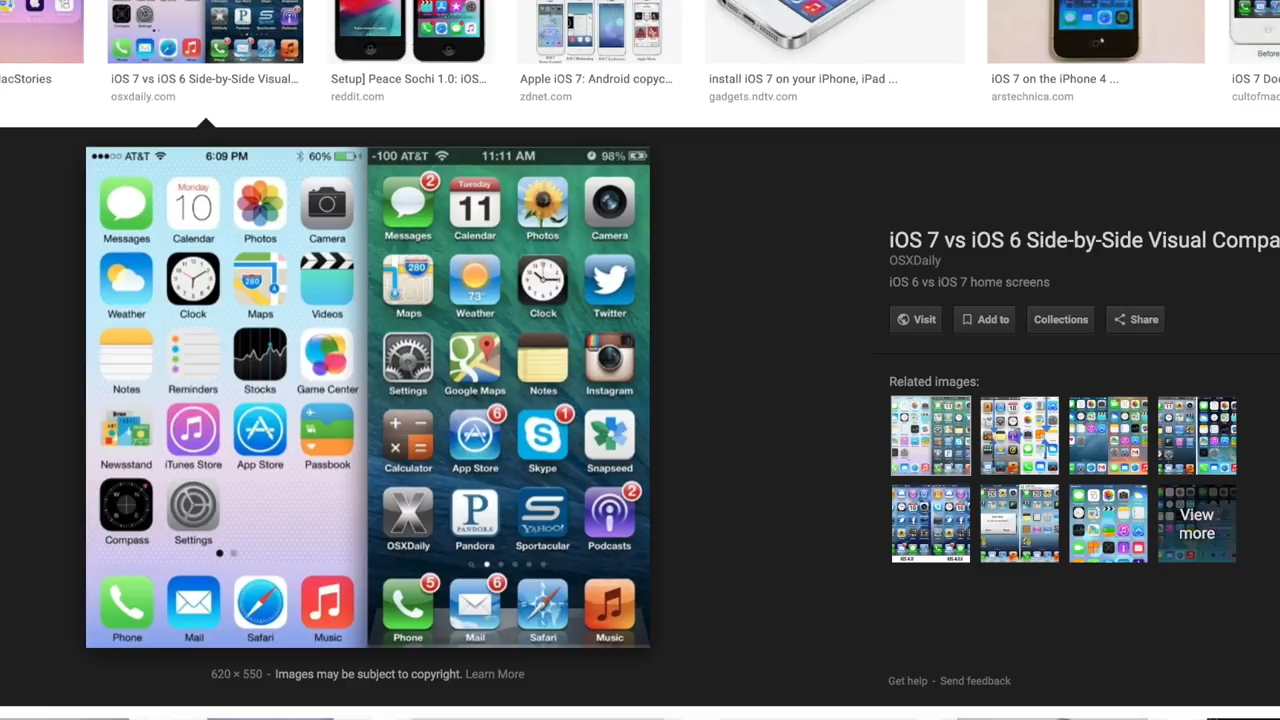 acStories
iOS 7 vs iOS 6 Side-by-Side Visual...
osxdaily.com
Setup] Peace Sochi 1.0: iOS...
reddit.com
Apple iOS 7: Android copyc...
zdnet.com
install iOS 7 on your iPhone, iPad ...
gadgets.ndtv.com
iOS 7 on the iPhone 4 ...
arstechnica.com
Before
iOS 7 Do
cultofmac
AT&T 6:09 PM 60%
Monday
10
Messages Calendar Photos Camera
280
Weather Clock Maps Videos
Notes Reminders Stocks Game Center
Newsstand iTunes Store App Store Passbook
Compass Settings
Phone Mail Safari Music
-100 AT&T 11:11 AM 98%
2 Tuesday
11
Messages Calendar Photos Camera
280 73°
Maps Weather Clock Twitter
Settings Google Maps Notes Instagram
6 1
Calculator App Store Skype Snapseed
X P PANDORA S YAHOO! 2
OSXDaily Pandora Sportacular Podcasts
5 6
Phone Mail Safari Music
620 × 550 - Images may be subject to copyright. Learn More
iOS 7 vs iOS 6 Side-by-Side Visual Compa
OSXDaily
iOS 6 vs iOS 7 home screens
Visit Add to Collections Share
Related images:
View
more
Get help - Send feedback